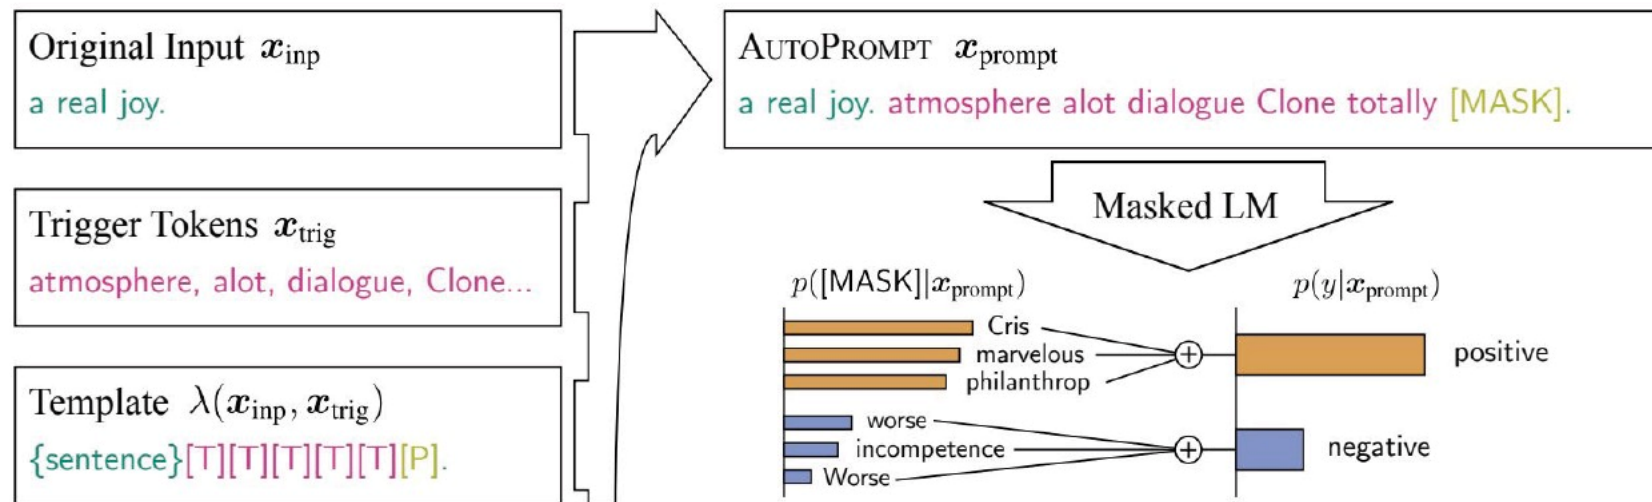 Original Input x_inp
a real joy.
Trigger Tokens x_trig
atmosphere, alot, dialogue, Clone...
Template λ(x_inp, x_trig)
{sentence}[T][T][T][T][T][P].
AUTOPROMPT x_prompt
a real joy. atmosphere alot dialogue Clone totally [MASK].
Masked LM
p([MASK]|x_prompt)
Cris
marvelous
philanthrop
worse
incompetence
Worse
p(y|x_prompt)
positive
negative